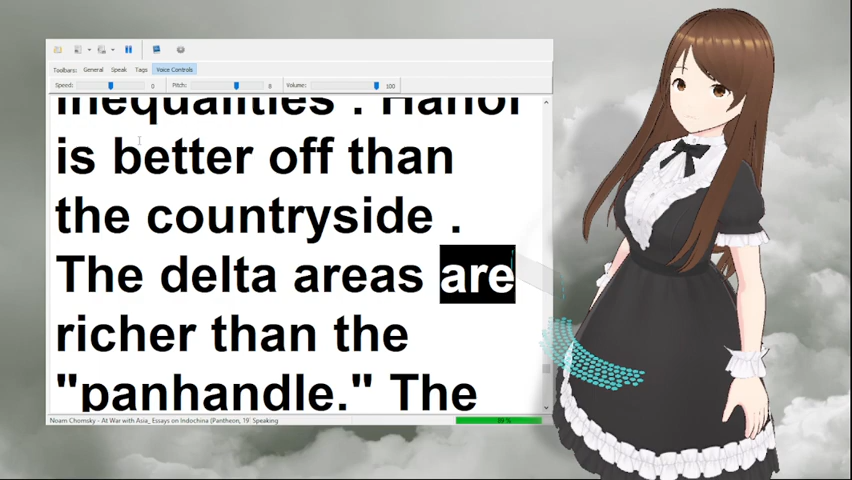 Toolbars: General Speak Tags Voice Controls
Speed: 0 Pitch: 8 Volume: 100
inequalities . Hanoi
is better off than
the countryside .
The delta areas are
richer than the
"panhandle." The
Noam Chomsky - At War with Asia_ Essays on Indochina (Pantheon, 19 Speaking